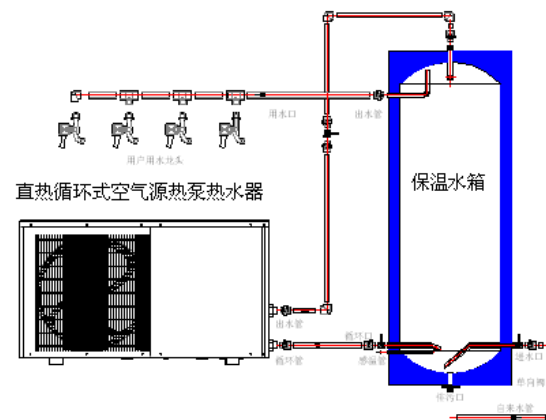 用水口
出水管
用户用水龙头
直热循环式空气源热泵热水器
保温水箱
出水管
循环口
循环管
感温管
进水口
单向阀
排污口
自来水管